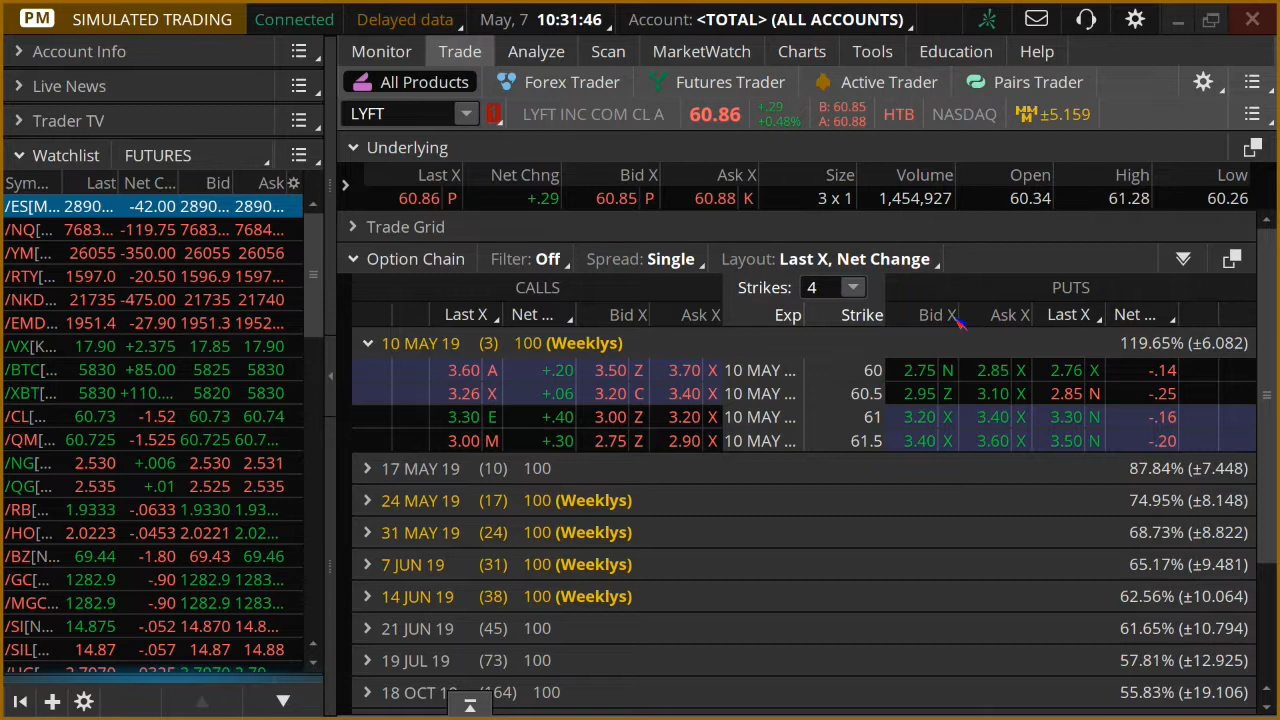 PM SIMULATED TRADING Connected Delayed data May, 7 10:31:46 Account: <TOTAL> (ALL ACCOUNTS)
Account Info
Live News
Trader TV
Watchlist FUTURES
Sym... Last Net C... Bid Ask
/ES[M... 2890... -42.00 2890... 2890...
/NQ[... 7683... -119.75 7683... 7684...
/YM[... 26055 -350.00 26055 26056
/RTY[... 1597.0 -20.50 1596.9 1597...
/NKD... 21735 -475.00 21735 21740
/EMD... 1951.4 -27.90 1951.3 1952...
/VX[K... 17.90 +2.375 17.85 17.90
/BTC[... 5830 +85.00 5825 5835
/XBT[... 5830 +110.... 5820 5830
/CL[... 60.73 -1.52 60.73 60.74
/QM[... 60.725 -1.525 60.7...
/NG[... 2.530 +.006 2.530 2.531
/QG[... 2.535 +.01 2.525 2.535
/RB[... 1.9333 -.0633 1.9330 1.93...
/HO[... 2.0223 -.0453 2.0221 2.02...
/BZ[N... 69.44 -1.80 69.43 69.46
/GC[... 1282.9 -.90 1282.9 1283...
/MGC... 1282.9 -.90 1282.9 1283...
/SI[N... 14.875 -.052 14.870 14.8...
/SIL[... 14.87 -.057 14.87 14.88
Monitor Trade Analyze Scan MarketWatch Charts Tools Education Help
All Products Forex Trader Futures Trader Active Trader Pairs Trader
LYFT LYFT INC COM CL A 60.86 +.29 +0.48% B: 60.85 A: 60.88 HTB NASDAQ ±5.159
Underlying
Last X Net Chng Bid X Ask X Size Volume Open High Low
60.86 P +.29 60.85 P 60.88 K 3 x 1 1,454,927 60.34 61.28 60.26
Trade Grid
Option Chain Filter: Off Spread: Single Layout: Last X, Net Change
CALLS Strikes: 4 PUTS
Last X Net ... Bid X Ask X Exp Strike Bid X Ask X Last X Net ...
10 MAY 19 (3) 100 (Weeklys) 119.65% (±6.082)
3.60 A +.20 3.50 Z 3.70 X 10 MAY ... 60 2.75 N 2.85 X 2.76 X -.14
3.26 X +.06 3.20 C 3.40 X 10 MAY ... 60.5 2.95 Z 3.10 X 2.85 N -.25
3.30 E +.40 3.00 Z 3.20 X 10 MAY ... 61 3.20 X 3.40 X 3.30 N -.16
3.00 M +.30 2.75 Z 2.90 X 10 MAY ... 61.5 3.40 X 3.60 X 3.50 N -.20
17 MAY 19 (10) 100 87.84% (±7.448)
24 MAY 19 (17) 100 (Weeklys) 74.95% (±8.148)
31 MAY 19 (24) 100 (Weeklys) 68.73% (±8.822)
7 JUN 19 (31) 100 (Weeklys) 65.17% (±9.481)
14 JUN 19 (38) 100 (Weeklys) 62.56% (±10.064)
21 JUN 19 (45) 100 61.65% (±10.794)
19 JUL 19 (73) 100 57.81% (±12.925)
18 OCT (164) 100 55.83% (±19.106)